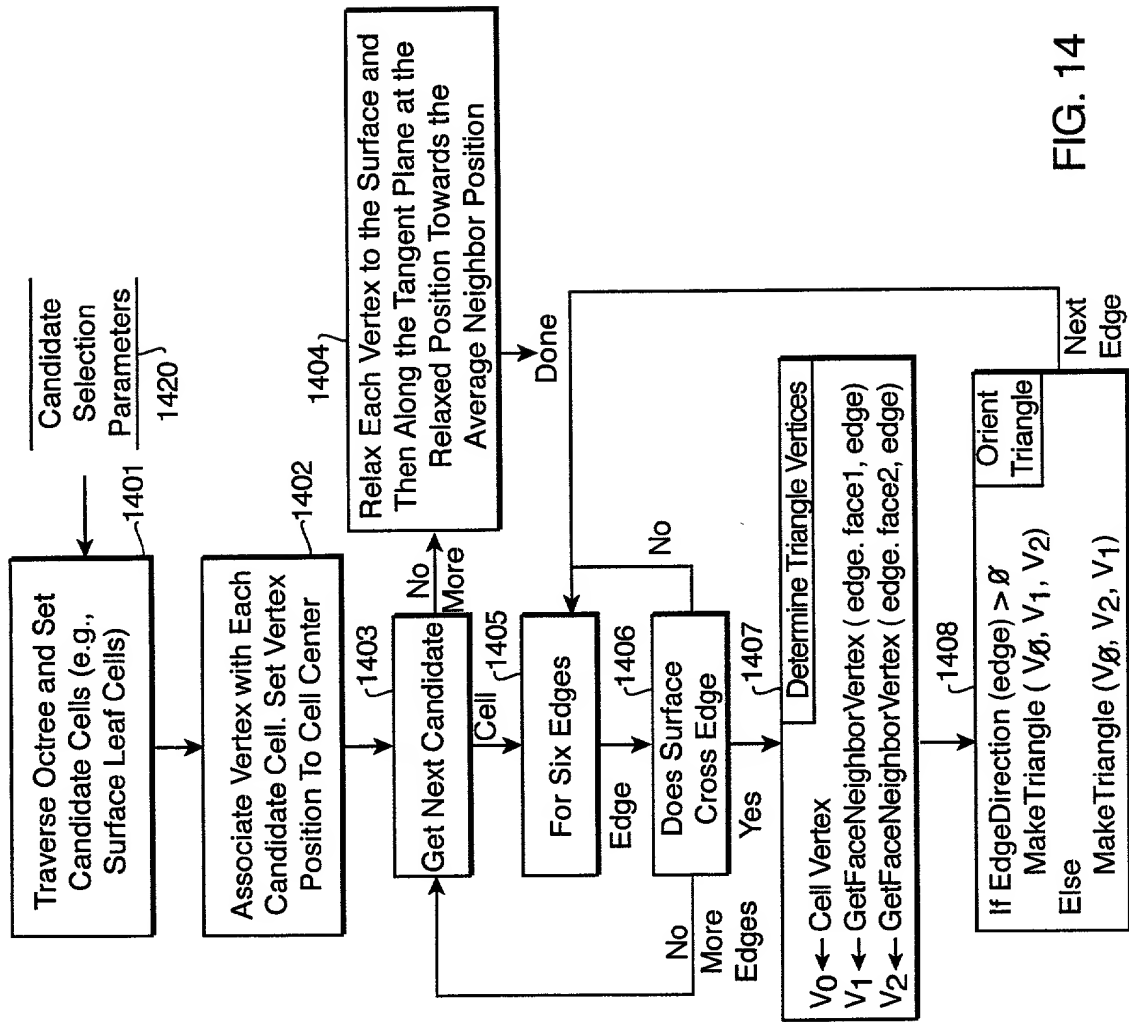 Candidate
Selection
Parameters
1420
Traverse Octree and Set
Candidate Cells (e.g.,
Surface Leaf Cells)
1401
Associate Vertex with Each
Candidate Cell. Set Vertex
Position To Cell Center
1402
Get Next Candidate
1403
No
More
Relax Each Vertex to the Surface and
Then Along the Tangent Plane at the
Relaxed Position Towards the
Average Neighbor Position
1404
Done
Cell
1405
For Six Edges
Edge
1406
Does Surface
Cross Edge
No
No
More
Edges
Yes
1407
Determine Triangle Vertices
V0 ← Cell Vertex
V1 ← GetFaceNeighborVertex ( edge. face1, edge)
V2 ← GetFaceNeighborVertex ( edge. face2, edge)
1408
Orient
Triangle
If EdgeDirection (edge) > Ø
MakeTriangle ( VØ, V1, V2)
Else
MakeTriangle (VØ, V2, V1)
Next
Edge
FIG. 14